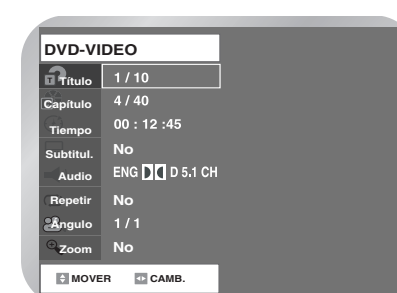 DVD-VIDEO
Título 1 / 10
Capítulo 4 / 40
Tiempo 00 : 12 :45
Subtitul. No
Audio ENG D 5.1 CH
Repetir No
Ángulo 1 / 1
Zoom No
MOVER CAMB.